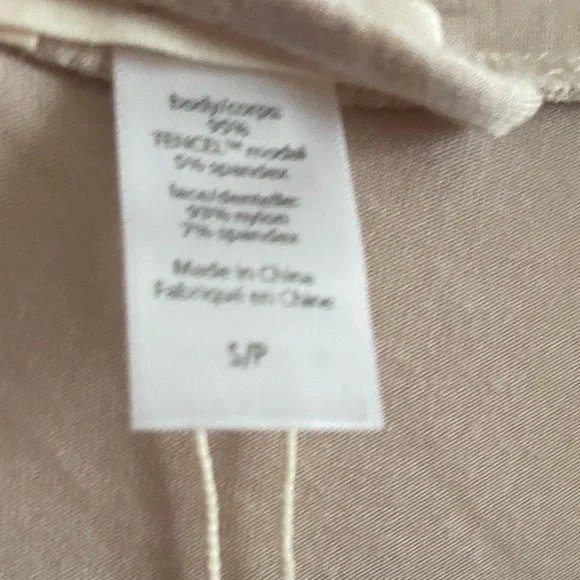 body/corps
95%
TENCEL™ modal
5% spandex
lace/dentelle:
93% nylon
7% spandex
Made in China
Fabriqué en Chine
S/P